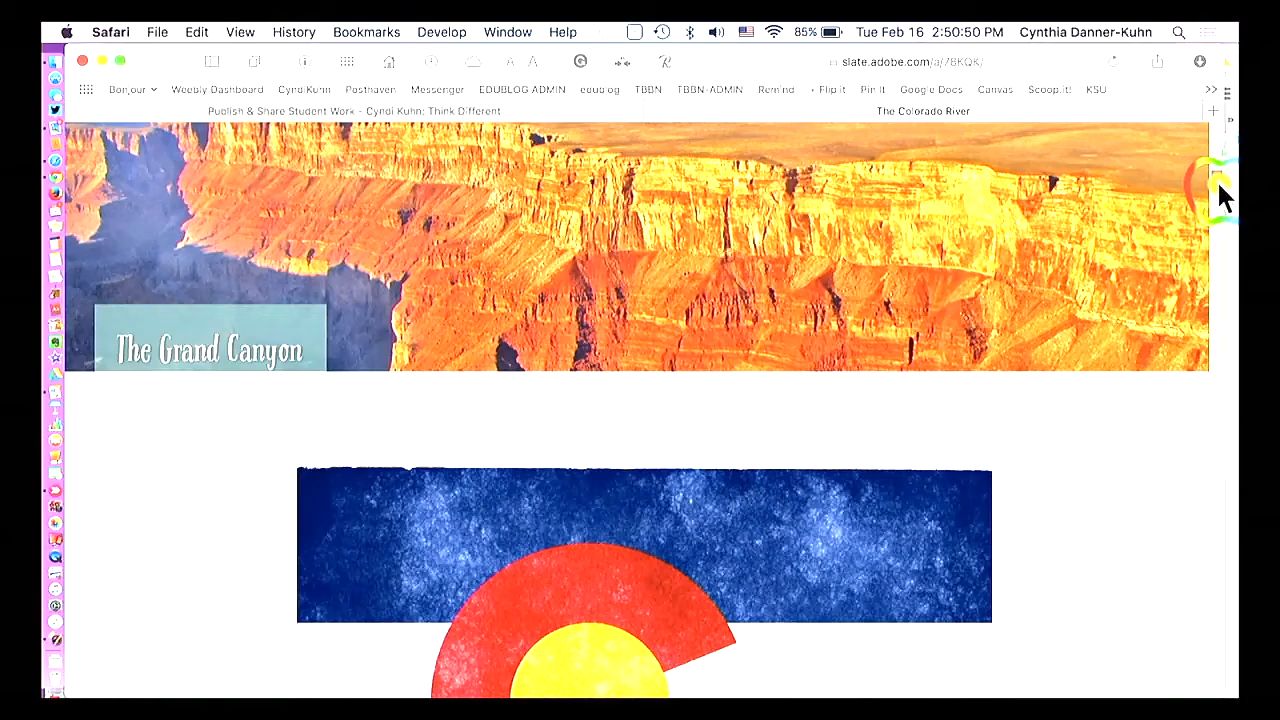 Safari File Edit View History Bookmarks Develop Window Help 85% Tue Feb 16 2:50:50 PM Cynthia Danner-Kuhn
A A G slate.adobe.com/a/78KQK/
Bonjour Weebly Dashboard Cyndi Kuhn Posthaven Messenger EDUBLOG ADMIN edublog TBBN TBBN-ADMIN Remind + Flip it Pin It Google Docs Canvas Scoop.it! KSU >>
Publish & Share Student Work - Cyndi Kuhn: Think Different The Colorado River +
The Grand Canyon